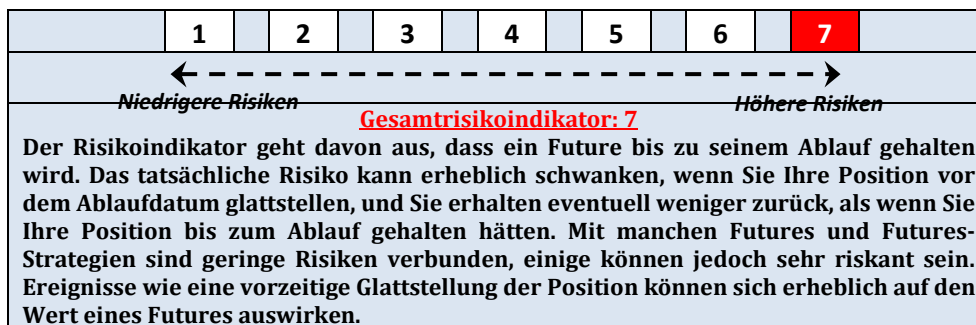 1 2 3 4 5 6 7
Niedrigere Risiken Höhere Risiken
Gesamtrisikoindikator: 7
Der Risikoindikator geht davon aus, dass ein Future bis zu seinem Ablauf gehalten
wird. Das tatsächliche Risiko kann erheblich schwanken, wenn Sie Ihre Position vor
dem Ablaufdatum glattstellen, und Sie erhalten eventuell weniger zurück, als wenn Sie
Ihre Position bis zum Ablauf gehalten hätten. Mit manchen Futures und Futures-
Strategien sind geringe Risiken verbunden, einige können jedoch sehr riskant sein.
Ereignisse wie eine vorzeitige Glattstellung der Position können sich erheblich auf den
Wert eines Futures auswirken.